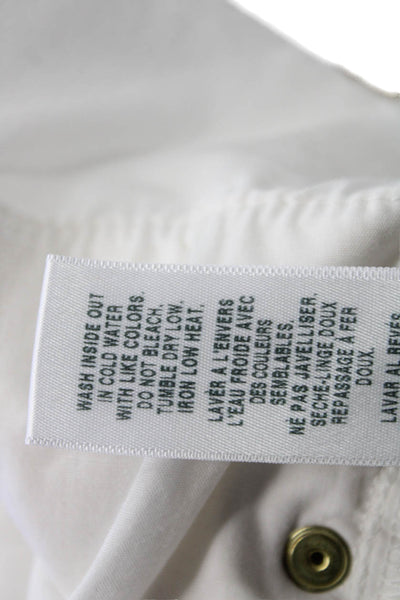 WASH INSIDE OUT
IN COLD WATER
WITH LIKE COLORS.
DO NOT BLEACH.
TUMBLE DRY LOW.
IRON LOW HEAT.
LAVER À L'ENVERS
L'EAU FROIDE AVEC
DES COULEURS
SEMBLABLES.
NE PAS JAVELLISER.
SECHE-LINGE DOUX
REPASSAGE À FER
DOUX.
LAVAR AL REVÉS